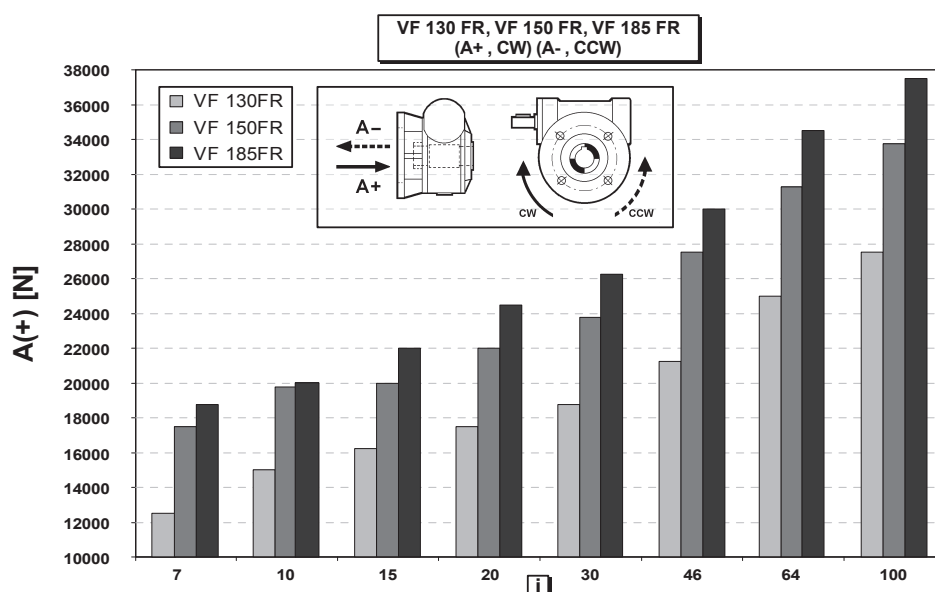 VF 130 FR, VF 150 FR, VF 185 FR
(A+ , CW) (A- , CCW)
38000
36000
34000
32000
30000
28000
26000
24000
22000
20000
18000
16000
14000
12000
10000
A(+) [N]
VF 130FR
VF 150FR
VF 185FR
A–
A+
CW
CCW
7 10 15 20 30 46 64 100
i